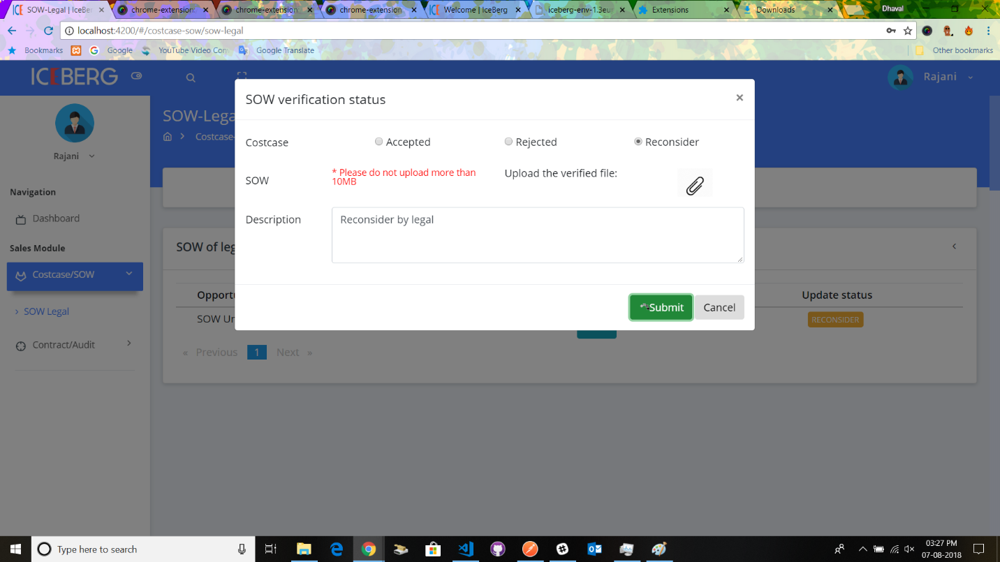 SOW-Legal | IceBer
chrome-extension:
chrome-extension
chrome-extension
Welcome | IceBerg
iceberg-env-1.3eur
Extensions
Downloads
Dhaval
localhost:4200/#/costcase-sow/sow-legal
Bookmarks
Google
YouTube Video Con
Google Translate
Other bookmarks
ICEBERG
Rajani
SOW verification status
×
Rajani
SOW-Lega
Costcase-
Costcase
Accepted
Rejected
Reconsider
SOW
* Please do not upload more than
10MB
Upload the verified file:
Description
Reconsider by legal
Submit
Cancel
Navigation
Dashboard
Sales Module
Costcase/SOW
SOW Legal
Contract/Audit
SOW of leg
Opportu
Update status
SOW Un
RECONSIDER
« Previous 1 Next »
Type here to search
03:27 PM
07-08-2018